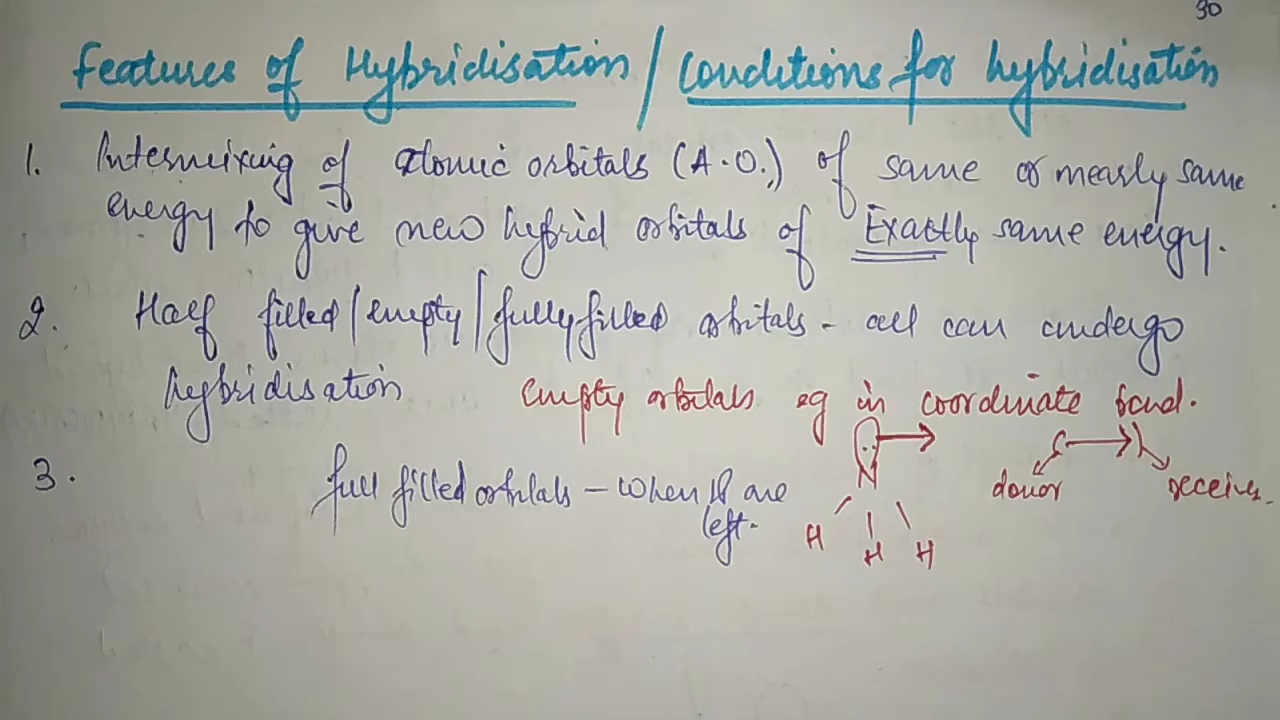 30
Features of Hybridisation / Conditions for hybridisation
1. Intermixing of atomic orbitals (A.O.) of same or nearly same
energy to give new hybrid orbitals of Exactly same energy.
2. Half filled/empty/fully filled orbitals - all can undergo
hybridisation empty orbitals eg in coordinate bond.
3. full filled orbitals – when lp are
left.
N
H H H
donor